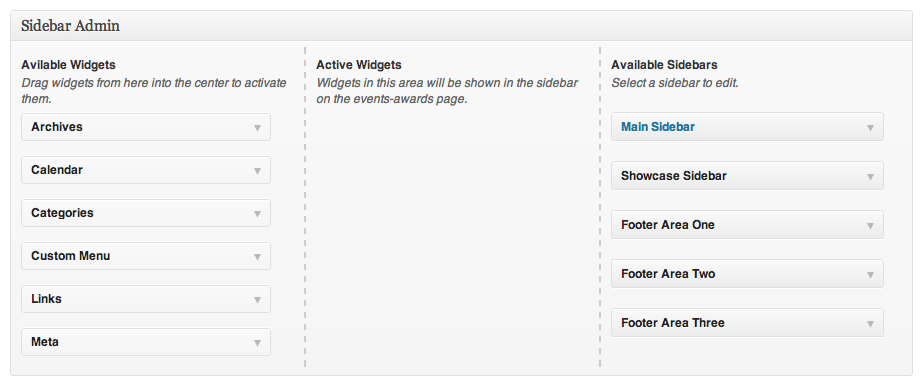 Sidebar Admin
Avilable Widgets
Drag widgets from here into the center to activate
them.
Archives
Calendar
Categories
Custom Menu
Links
Meta
Active Widgets
Widgets in this area will be shown in the sidebar
on the events-awards page.
Available Sidebars
Select a sidebar to edit.
Main Sidebar
Showcase Sidebar
Footer Area One
Footer Area Two
Footer Area Three